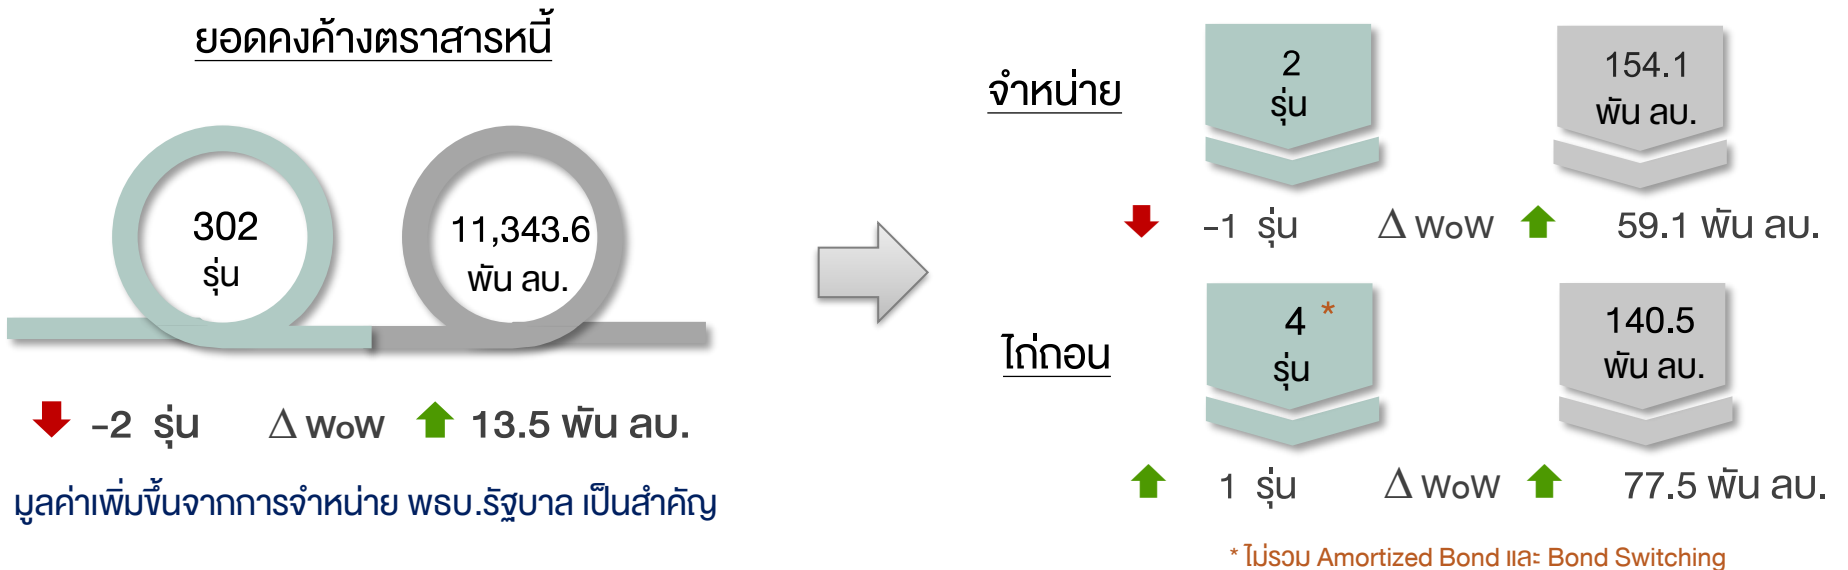 ยอดคงค้างตราสารหนี้
302
รุ่น
11,343.6
พัน ลบ.
-2 รุ่น Δ WoW 13.5 พัน ลบ.
มูลค่าเพิ่มขึ้นจากการจำหน่าย พธบ.รัฐบาล เป็นสำคัญ
จำหน่าย
2
รุ่น
154.1
พัน ลบ.
-1 รุ่น Δ WoW 59.1 พัน ลบ.
ไถ่ถอน
4 *
รุ่น
140.5
พัน ลบ.
1 รุ่น Δ WoW 77.5 พัน ลบ.
* ไม่รวม Amortized Bond และ Bond Switching